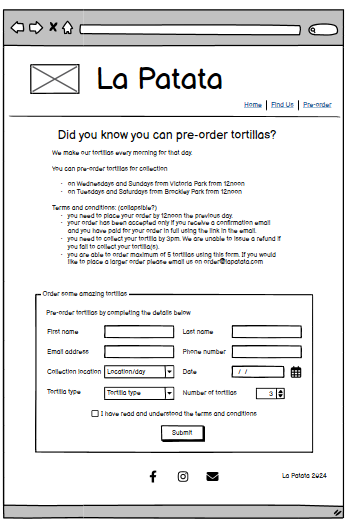 La Patata
Home | Find Us | Pre-order
Did you know you can pre-order tortillas?
We make our tortillas every morning for that day.
You can pre-order tortillas for collection
· on Wednesdays and Sundays from Victoria Park from 12noon
· on Tuesdays and Saturdays from Brockley Park from 12noon
Terms and conditions: (collapsible?)
· you need to place your order by 12noon the previous day.
· your order has been accepted only if you receive a confirmation email
and you have paid for your order in full using the link in the email.
· you need to collect your tortilla by 3pm. We are unable to issue a refund if
you fail to collect your tortilla(s).
· you are able to order maximum of 5 tortillas using this form. If you would
like to place a larger order please email us on order@lapatata.com
Order some amazing tortillas
Pre-order tortillas by completing the details below
First name Last name
Email address Phone number
Collection location Location/day Date / /
Tortilla type Tortilla type Number of tortillas 3
I have read and understood the terms and conditions
Submit
La Patata 2024